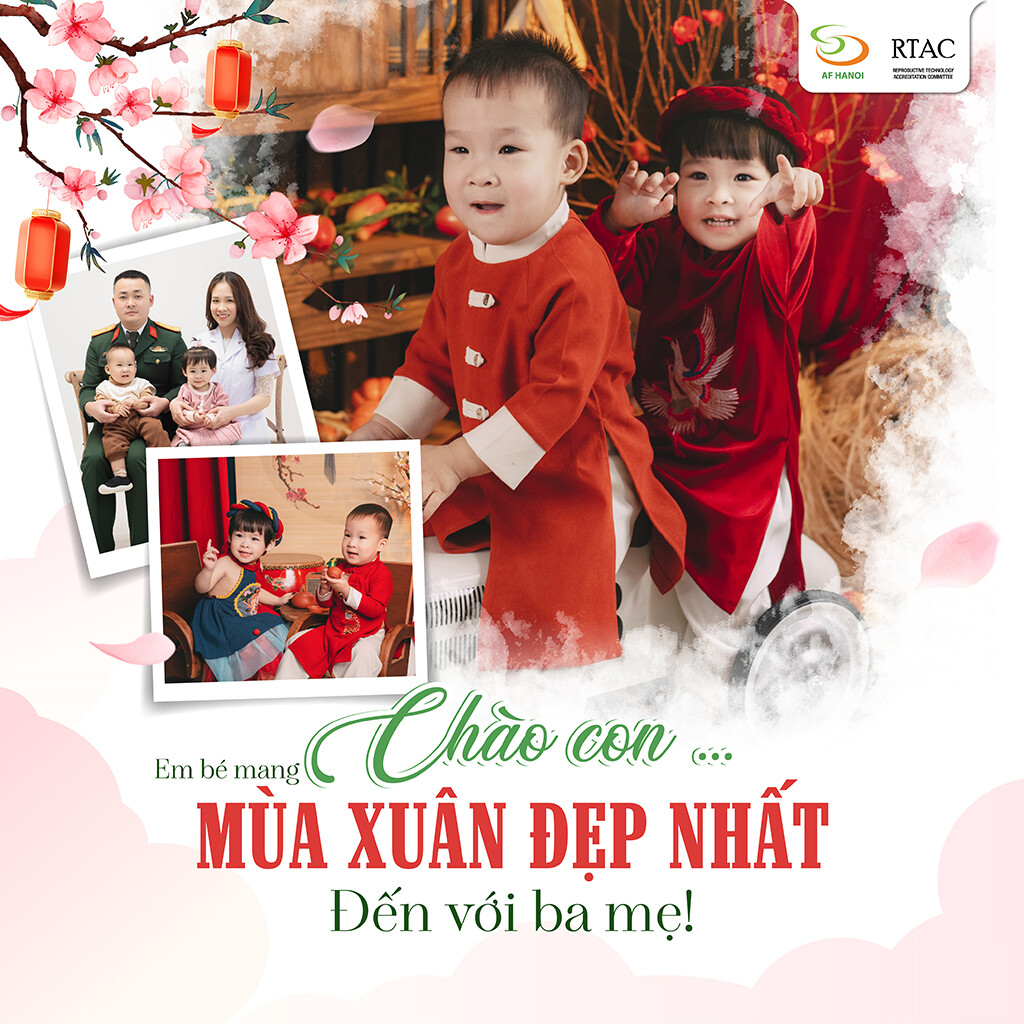 AF HANOI
RTAC
REPRODUCTIVE TECHNOLOGY
ACCREDITATION COMMITTEE
Chào con ...
Em bé mang
MÙA XUÂN ĐẸP NHẤT
Đến với ba mẹ!